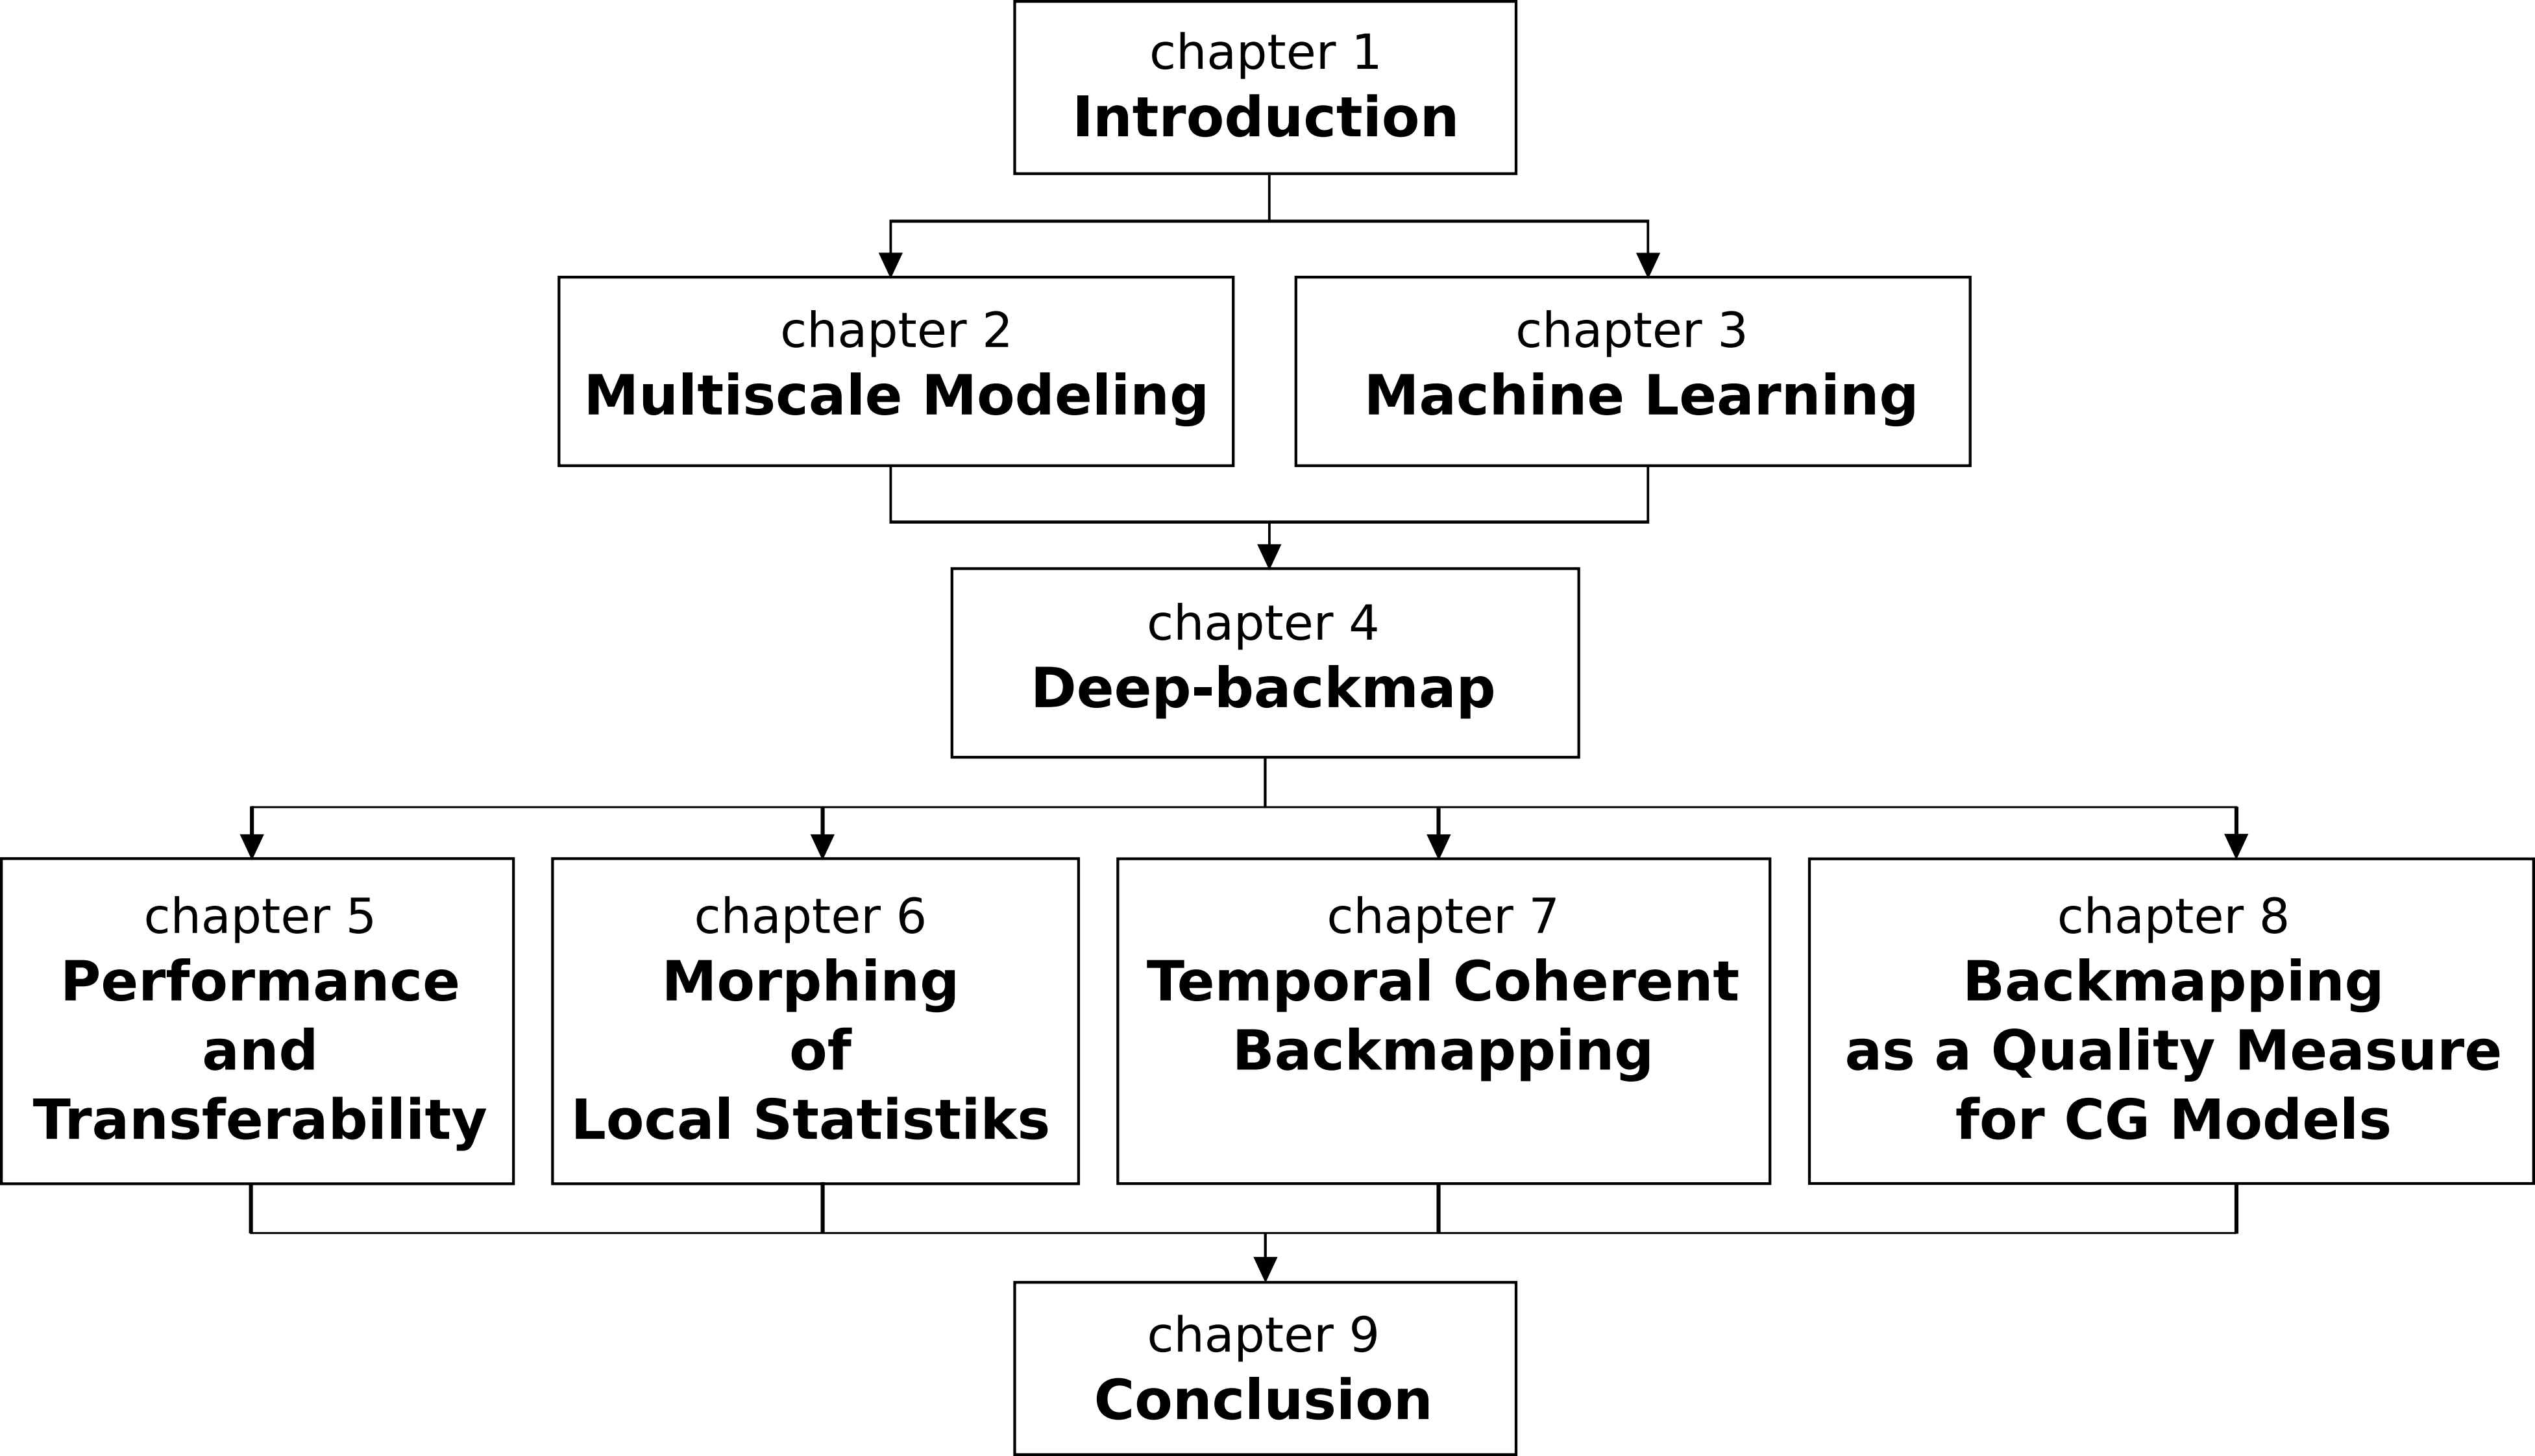 chapter 1
Introduction
chapter 2
Multiscale Modeling
chapter 3
Machine Learning
chapter 4
Deep-backmap
chapter 5
Performance
and
Transferability
chapter 6
Morphing
of
Local Statistiks
chapter 7
Temporal Coherent
Backmapping
chapter 8
Backmapping
as a Quality Measure
for CG Models
chapter 9
Conclusion